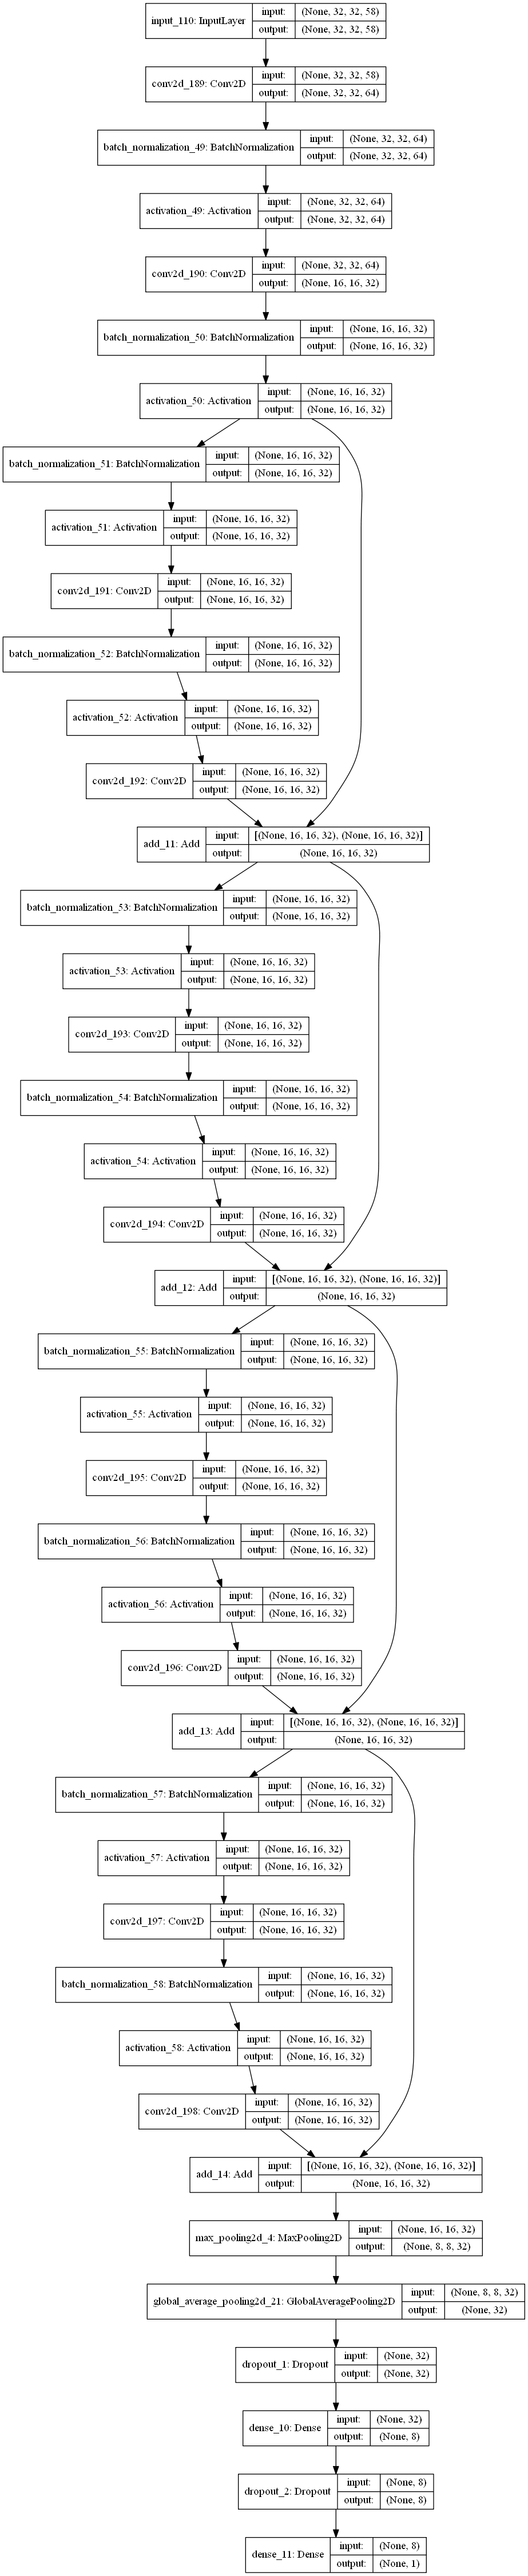 input_110: InputLayer input: (None, 32, 32, 58)
output: (None, 32, 32, 58)
conv2d_189: Conv2D input: (None, 32, 32, 58)
output: (None, 32, 32, 64)
batch_normalization_49: BatchNormalization input: (None, 32, 32, 64)
output: (None, 32, 32, 64)
activation_49: Activation input: (None, 32, 32, 64)
output: (None, 32, 32, 64)
conv2d_190: Conv2D input: (None, 32, 32, 64)
output: (None, 16, 16, 32)
batch_normalization_50: BatchNormalization input: (None, 16, 16, 32)
output: (None, 16, 16, 32)
activation_50: Activation input: (None, 16, 16, 32)
output: (None, 16, 16, 32)
batch_normalization_51: BatchNormalization input: (None, 16, 16, 32)
output: (None, 16, 16, 32)
activation_51: Activation input: (None, 16, 16, 32)
output: (None, 16, 16, 32)
conv2d_191: Conv2D input: (None, 16, 16, 32)
output: (None, 16, 16, 32)
batch_normalization_52: BatchNormalization input: (None, 16, 16, 32)
output: (None, 16, 16, 32)
activation_52: Activation input: (None, 16, 16, 32)
output: (None, 16, 16, 32)
conv2d_192: Conv2D input: (None, 16, 16, 32)
output: (None, 16, 16, 32)
add_11: Add input: [(None, 16, 16, 32), (None, 16, 16, 32)]
output: (None, 16, 16, 32)
batch_normalization_53: BatchNormalization input: (None, 16, 16, 32)
output: (None, 16, 16, 32)
activation_53: Activation input: (None, 16, 16, 32)
output: (None, 16, 16, 32)
conv2d_193: Conv2D input: (None, 16, 16, 32)
output: (None, 16, 16, 32)
batch_normalization_54: BatchNormalization input: (None, 16, 16, 32)
output: (None, 16, 16, 32)
activation_54: Activation input: (None, 16, 16, 32)
output: (None, 16, 16, 32)
conv2d_194: Conv2D input: (None, 16, 16, 32)
output: (None, 16, 16, 32)
add_12: Add input: [(None, 16, 16, 32), (None, 16, 16, 32)]
output: (None, 16, 16, 32)
batch_normalization_55: BatchNormalization input: (None, 16, 16, 32)
output: (None, 16, 16, 32)
activation_55: Activation input: (None, 16, 16, 32)
output: (None, 16, 16, 32)
conv2d_195: Conv2D input: (None, 16, 16, 32)
output: (None, 16, 16, 32)
batch_normalization_56: BatchNormalization input: (None, 16, 16, 32)
output: (None, 16, 16, 32)
activation_56: Activation input: (None, 16, 16, 32)
output: (None, 16, 16, 32)
conv2d_196: Conv2D input: (None, 16, 16, 32)
output: (None, 16, 16, 32)
add_13: Add input: [(None, 16, 16, 32), (None, 16, 16, 32)]
output: (None, 16, 16, 32)
batch_normalization_57: BatchNormalization input: (None, 16, 16, 32)
output: (None, 16, 16, 32)
activation_57: Activation input: (None, 16, 16, 32)
output: (None, 16, 16, 32)
conv2d_197: Conv2D input: (None, 16, 16, 32)
output: (None, 16, 16, 32)
batch_normalization_58: BatchNormalization input: (None, 16, 16, 32)
output: (None, 16, 16, 32)
activation_58: Activation input: (None, 16, 16, 32)
output: (None, 16, 16, 32)
conv2d_198: Conv2D input: (None, 16, 16, 32)
output: (None, 16, 16, 32)
add_14: Add input: [(None, 16, 16, 32), (None, 16, 16, 32)]
output: (None, 16, 16, 32)
max_pooling2d_4: MaxPooling2D input: (None, 16, 16, 32)
output: (None, 8, 8, 32)
global_average_pooling2d_21: GlobalAveragePooling2D input: (None, 8, 8, 32)
output: (None, 32)
dropout_1: Dropout input: (None, 32)
output: (None, 32)
dense_10: Dense input: (None, 32)
output: (None, 8)
dropout_2: Dropout input: (None, 8)
output: (None, 8)
dense_11: Dense input: (None, 8)
output: (None, 1)